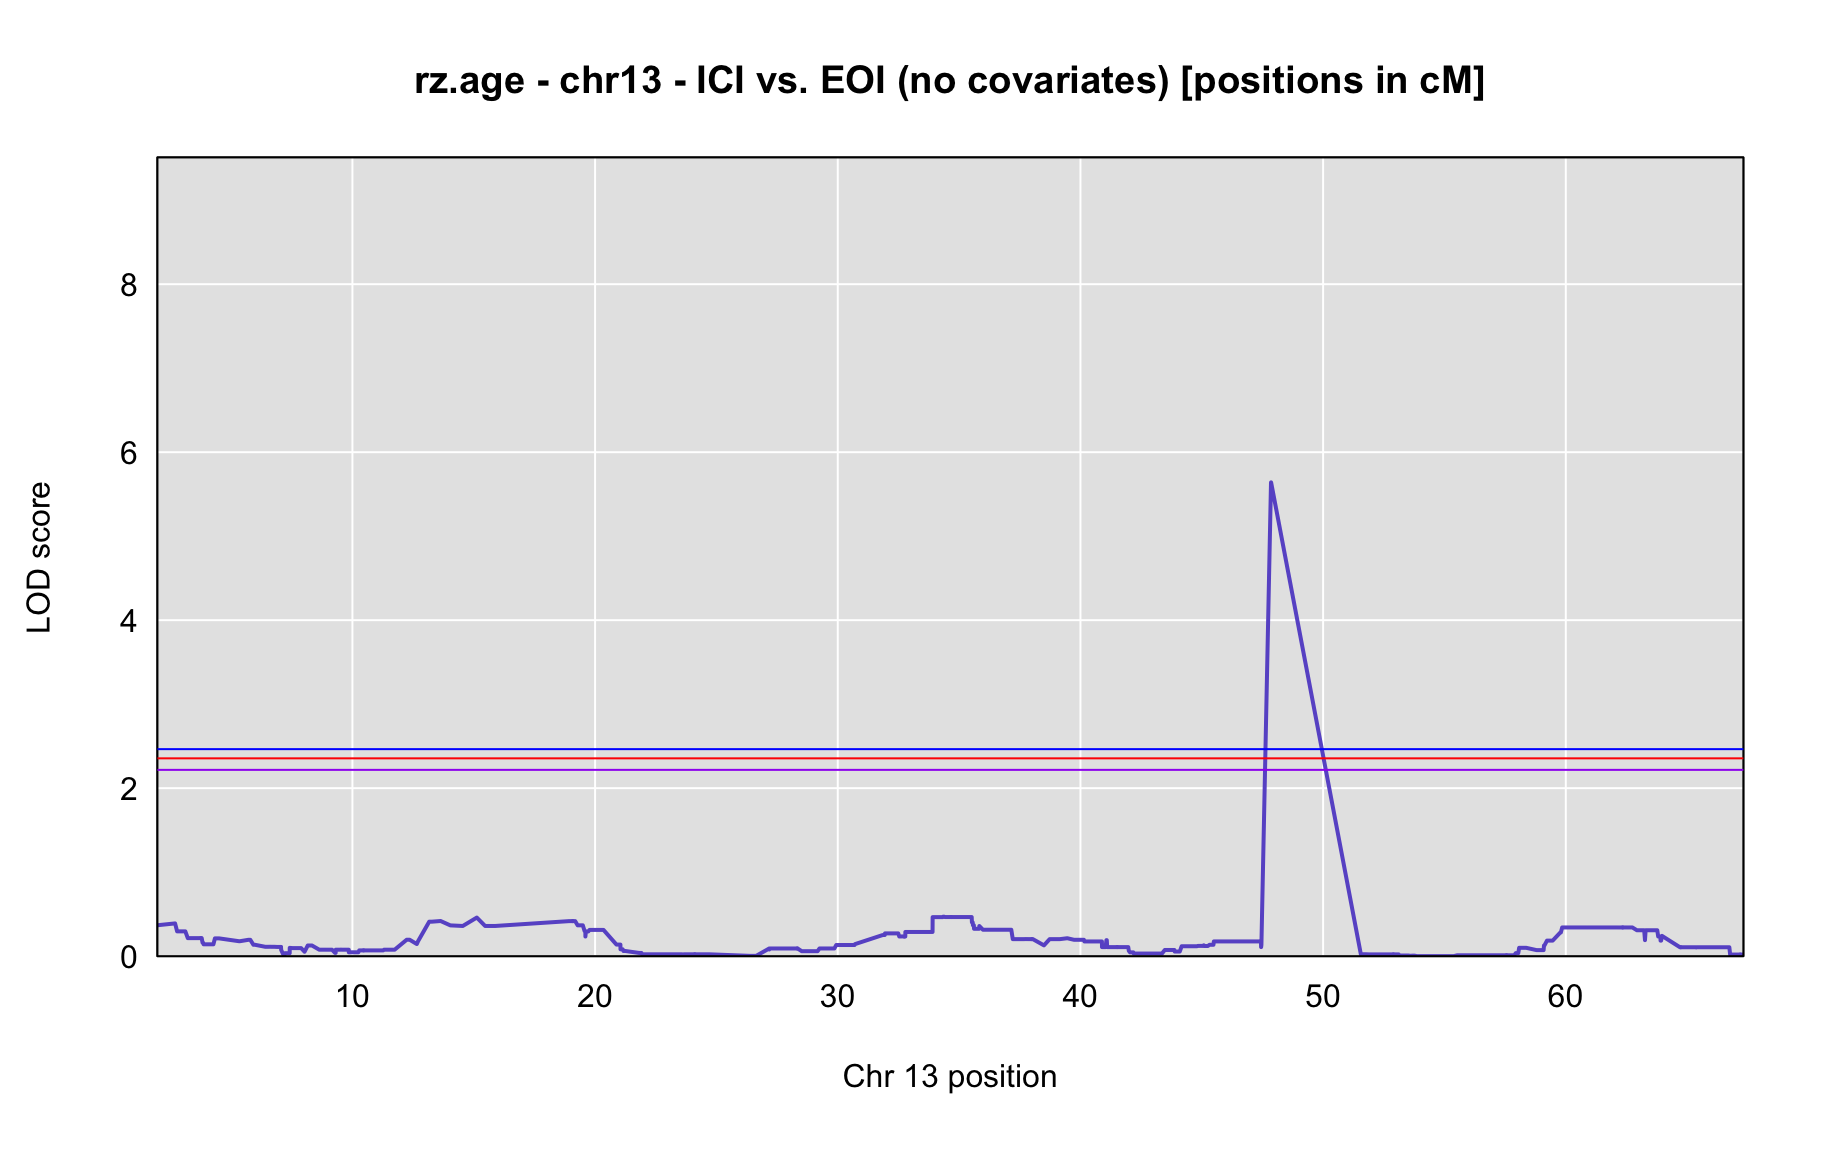 rz.age - chr13 - ICI vs. EOI (no covariates) [positions in cM]
8
6
4
2
0
LOD score
10 20 30 40 50 60
Chr 13 position